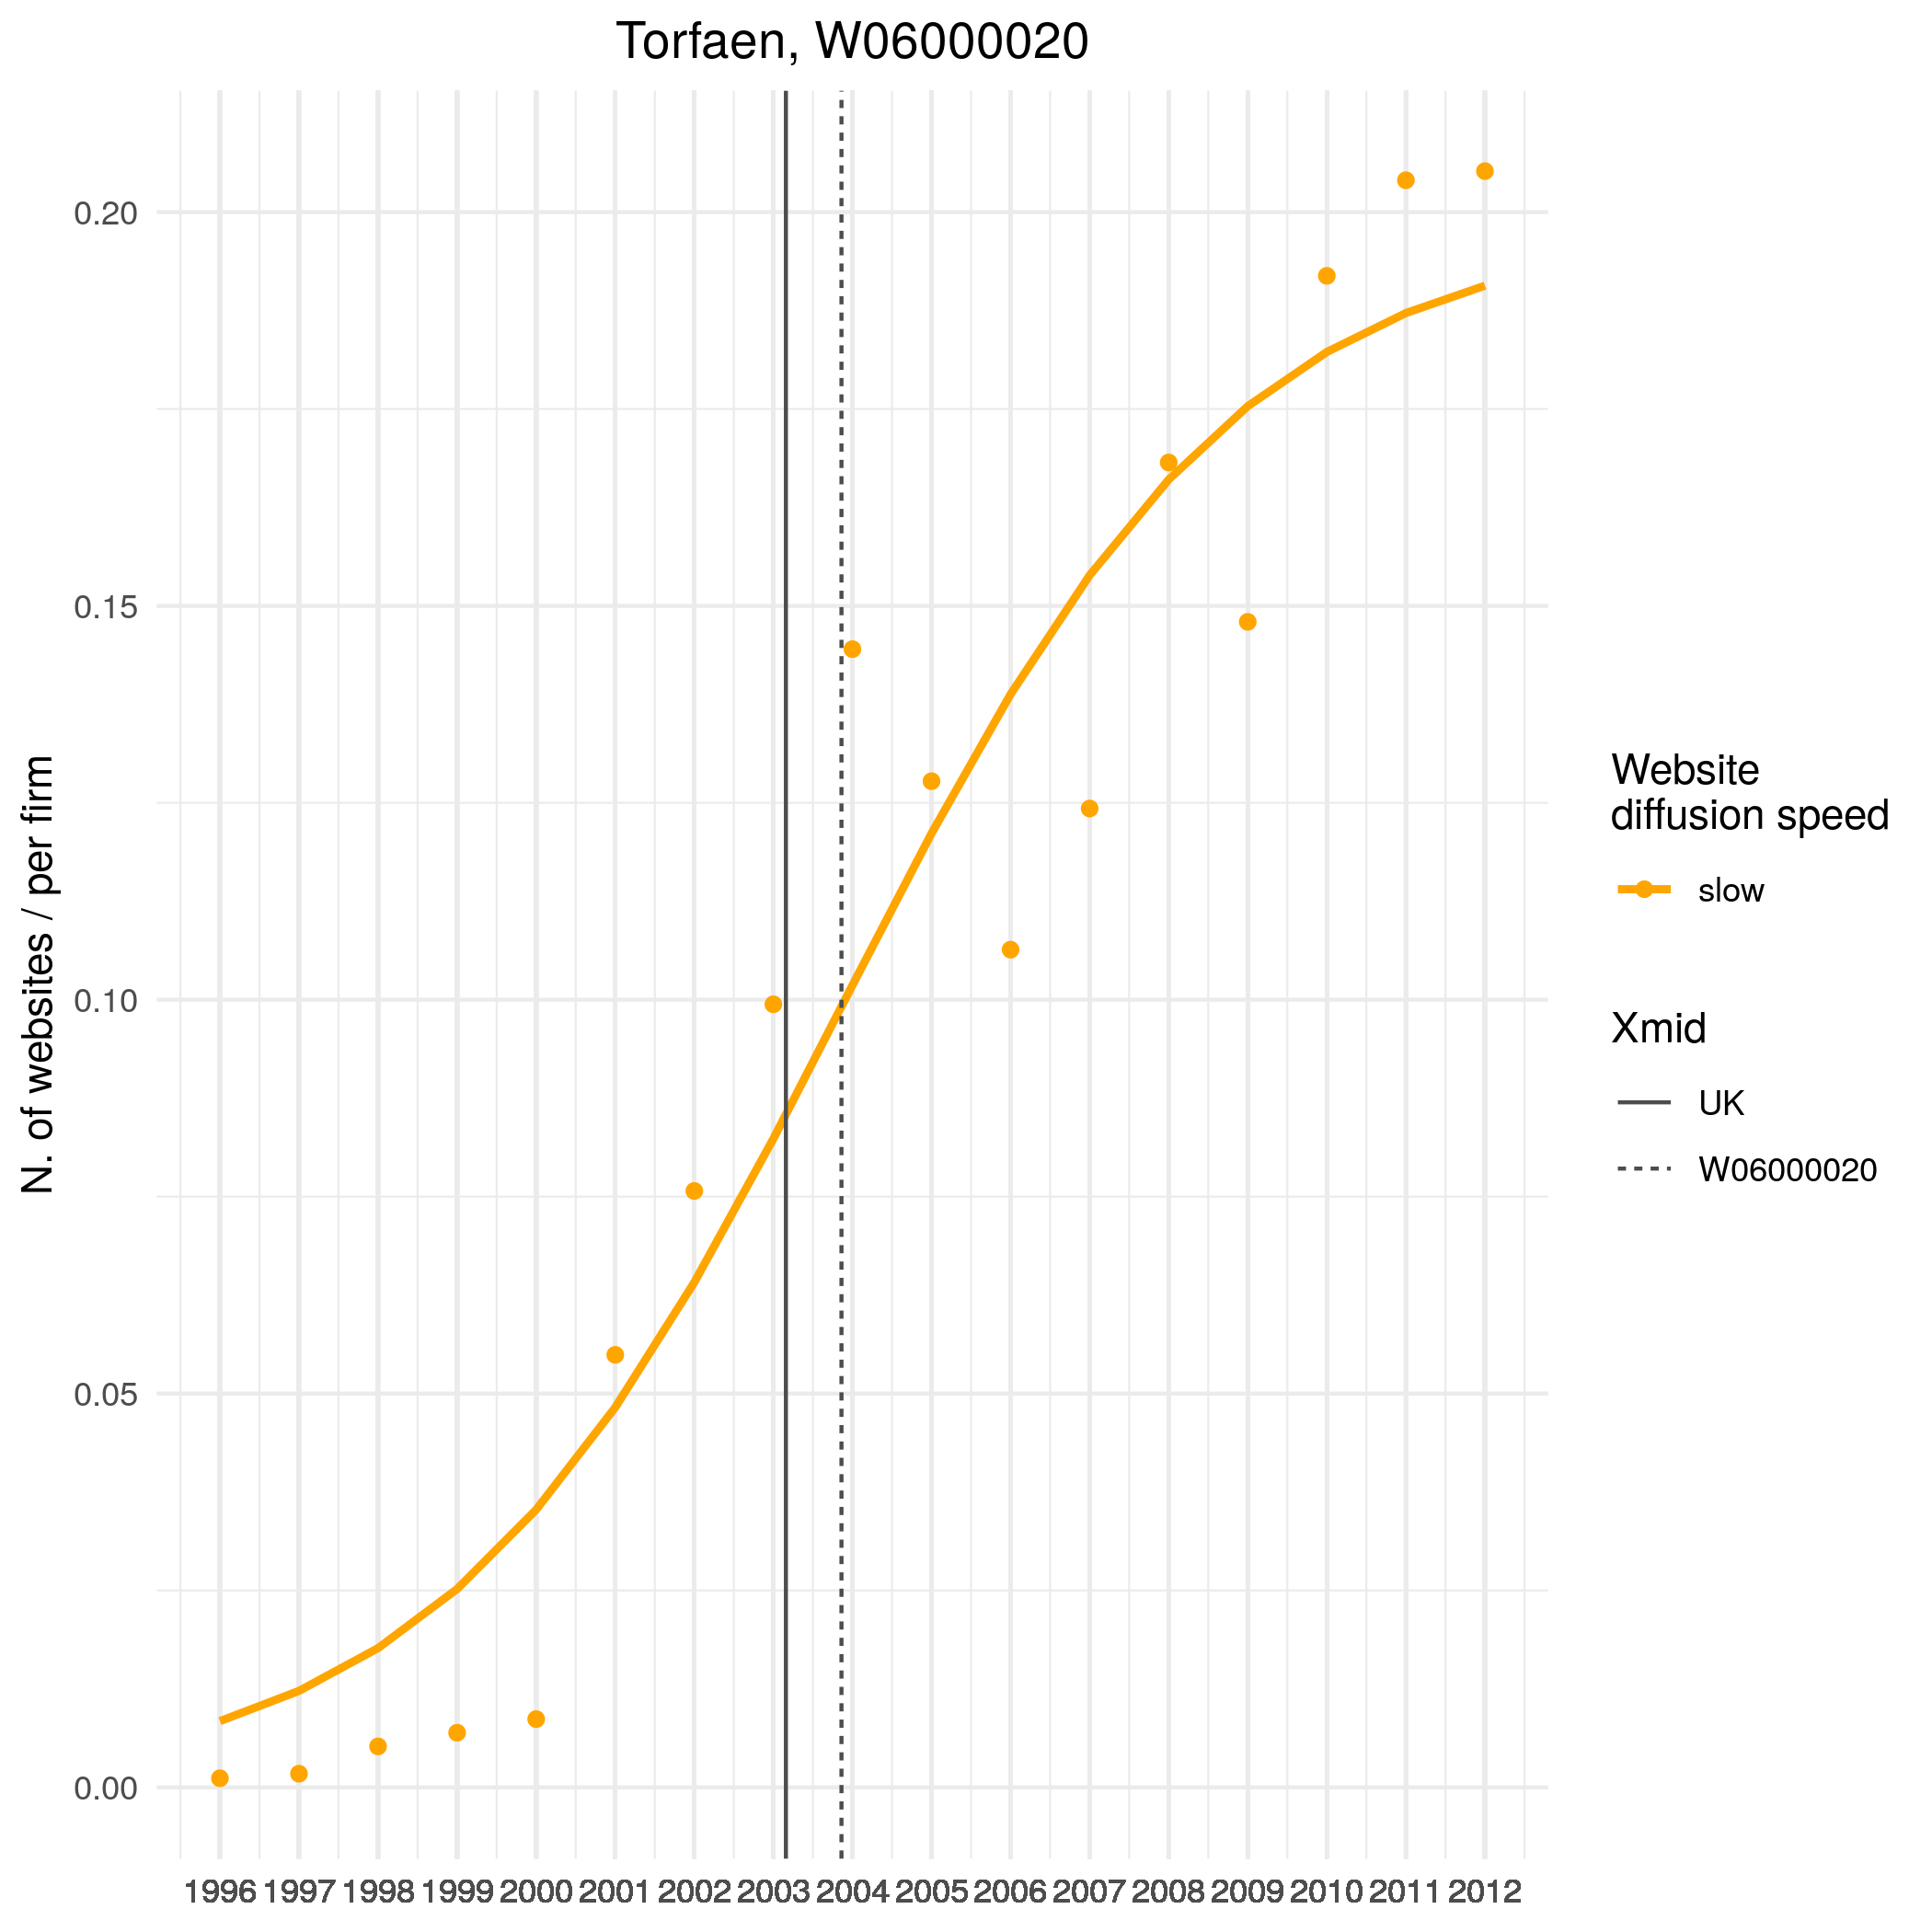 Torfaen, W06000020
N. of websites / per firm
0.20
0.15
0.10
0.05
0.00
1996 1997 1998 1999 2000 2001 2002 2003 2004 2005 2006 2007 2008 2009 2010 2011 2012
Website
diffusion speed
slow
Xmid
UK
W06000020